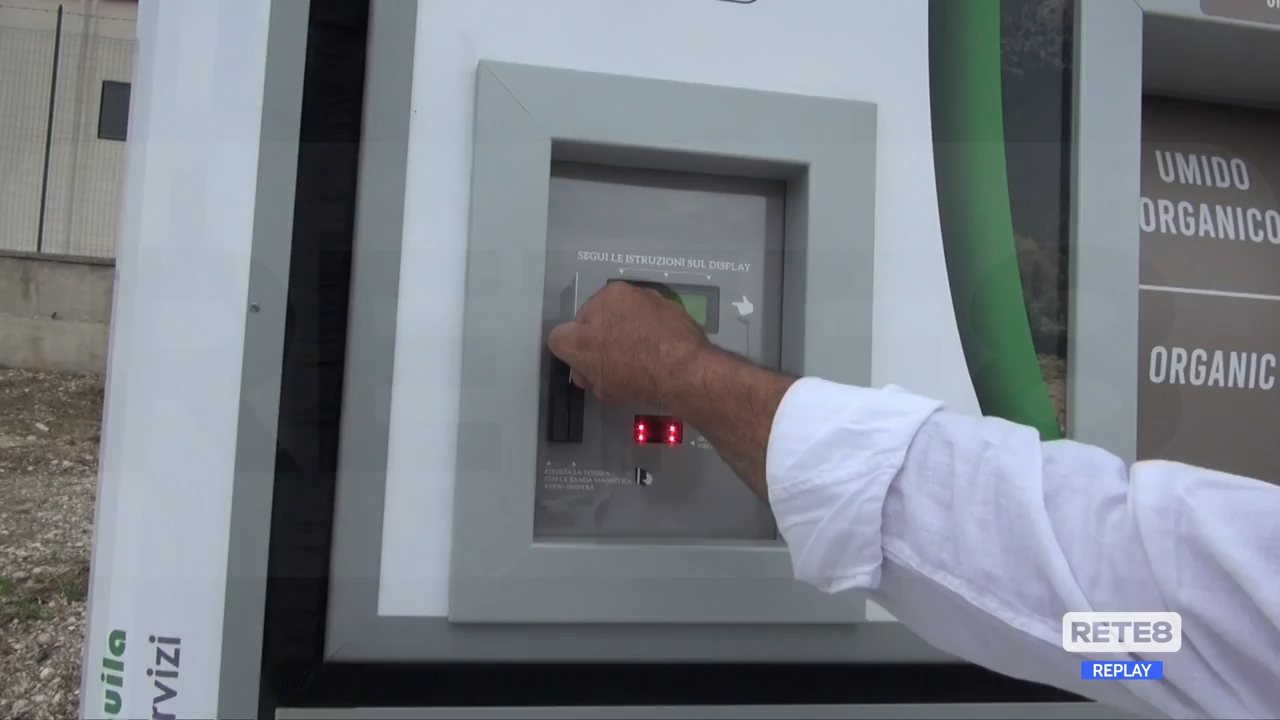 SEGUI LE ISTRUZIONI SUL DISPLAY
UMIDO
ORGANICO
ORGANIC
uila
rvizi
RETE8
REPLAY